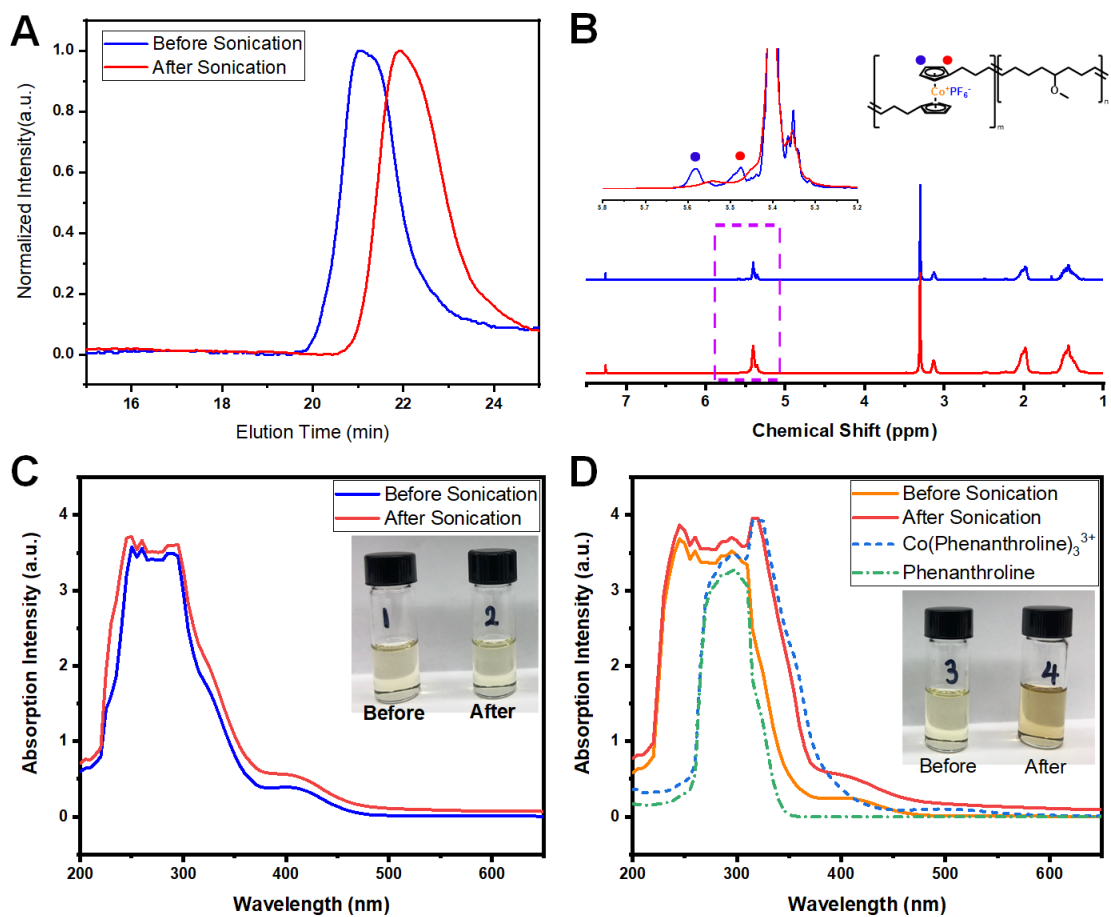 A
Before Sonication
After Sonication
Normalized Intensity(a.u.)
1.0
0.8
0.6
0.4
0.2
0.0
16 18 20 22 24
Elution Time (min)
B
Co⁺PF₆⁻
m
n
5.8 5.6 5.5 5.4 5.3 5.2
7 6 5 4 3 2 1
Chemical Shift (ppm)
C
Before Sonication
After Sonication
Absorption Intensity (a.u.)
4
3
2
1
0
1 2
Before After
200 300 400 500 600
Wavelength (nm)
D
Before Sonication
After Sonication
Co(Phenanthroline)₃³⁺
Phenanthroline
Absorption Intensity (a.u.)
4
3
2
1
0
3 4
Before After
200 300 400 500 600
Wavelength (nm)